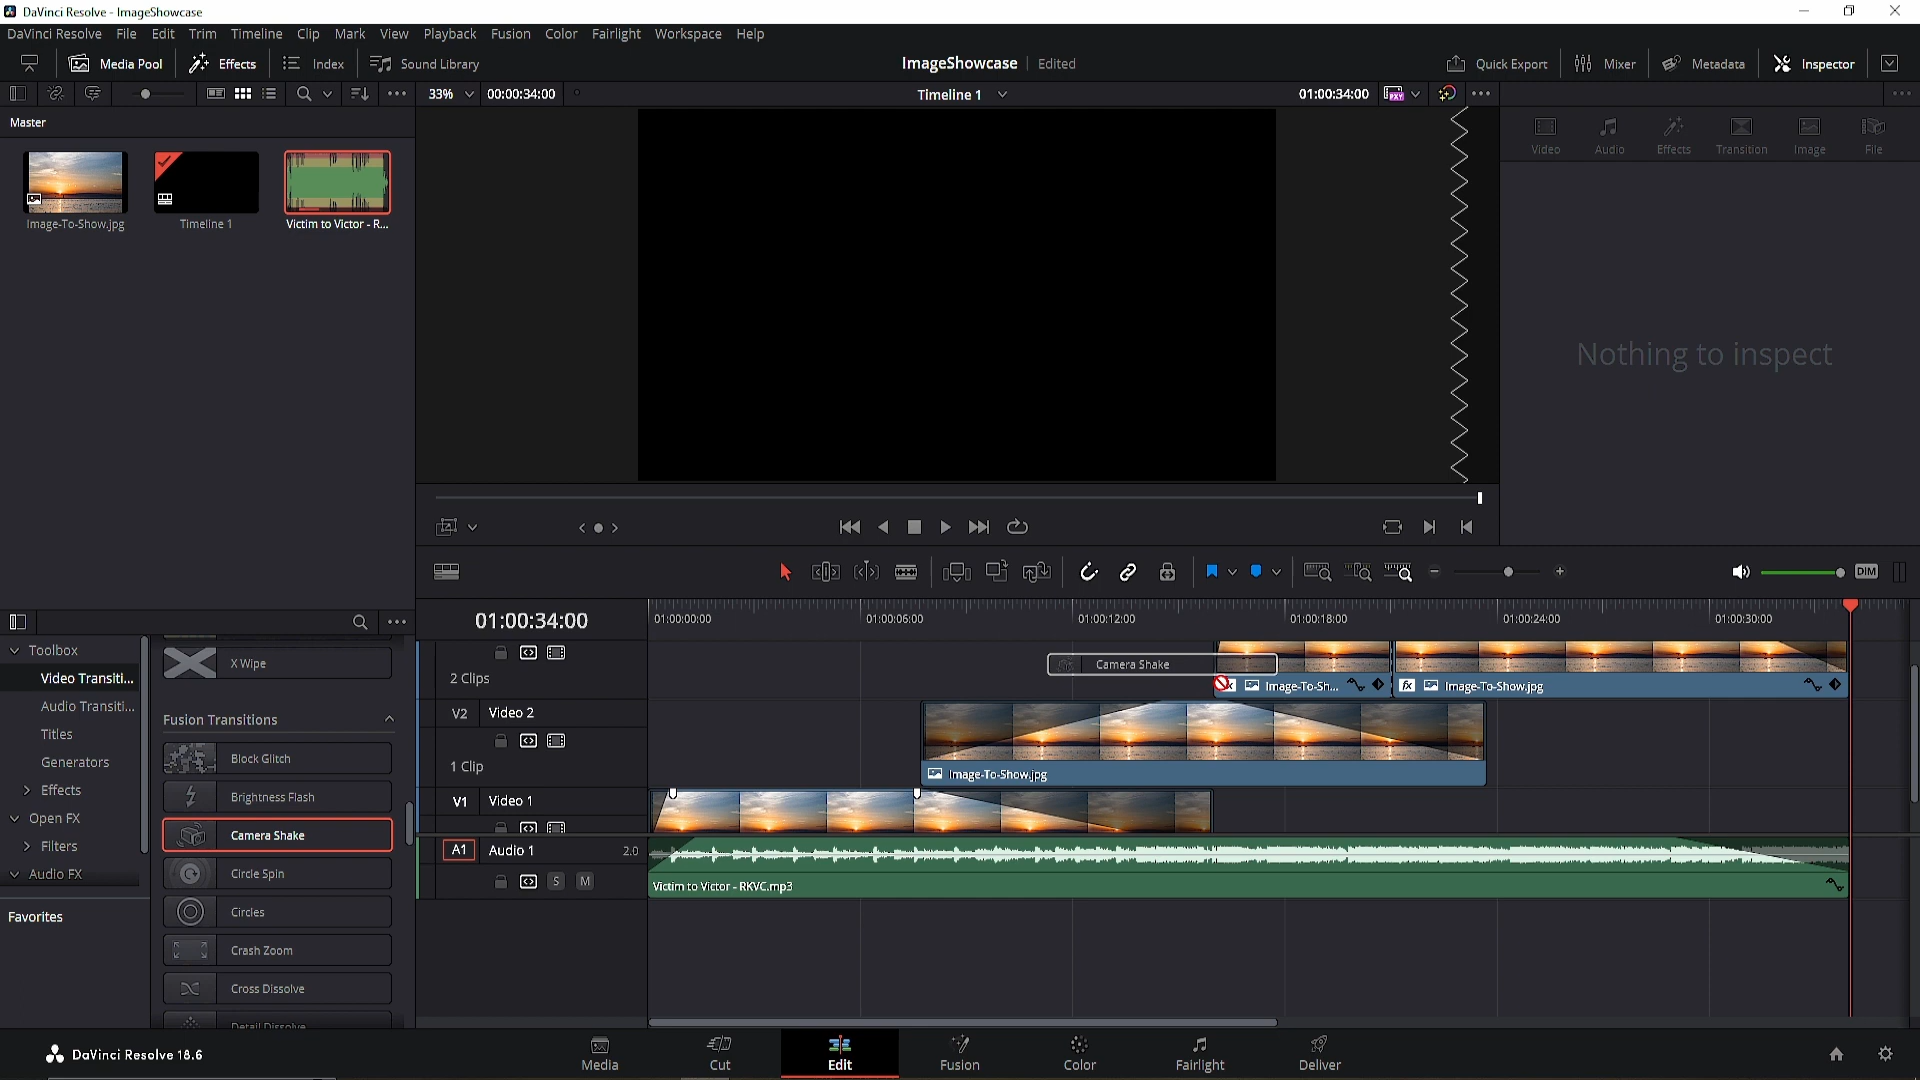 DaVinci Resolve - ImageShowcase
DaVinci Resolve File Edit Trim Timeline Clip Mark View Playback Fusion Color Fairlight Workspace Help
Media Pool Effects Index Sound Library ImageShowcase Edited Quick Export Mixer Metadata Inspector
33% 00:00:34:00 Timeline 1 01:00:34:00
Master
Video Audio Effects Transition Image File
Image-To-Show.jpg Timeline 1 Victim to Victor - R...
Nothing to inspect
DIM
01:00:34:00 01:00:00:00 01:00:06:00 01:00:12:00 01:00:18:00 01:00:24:00 01:00:30:00
Toolbox
Video Transiti...
Audio Transiti...
Titles
Generators
Effects
Open FX
Filters
Audio FX
Favorites
X Wipe
Fusion Transitions
Block Glitch
Brightness Flash
Camera Shake
Circle Spin
Circles
Crash Zoom
Cross Dissolve
Detail Dissolve
Camera Shake
2 Clips
Image-To-Sh... fx Image-To-Show.jpg
V2 Video 2
1 Clip
Image-To-Show.jpg
V1 Video 1
A1 Audio 1 2.0
S M
Victim to Victor - RKVC.mp3
DaVinci Resolve 18.6
Media Cut Edit Fusion Color Fairlight Deliver